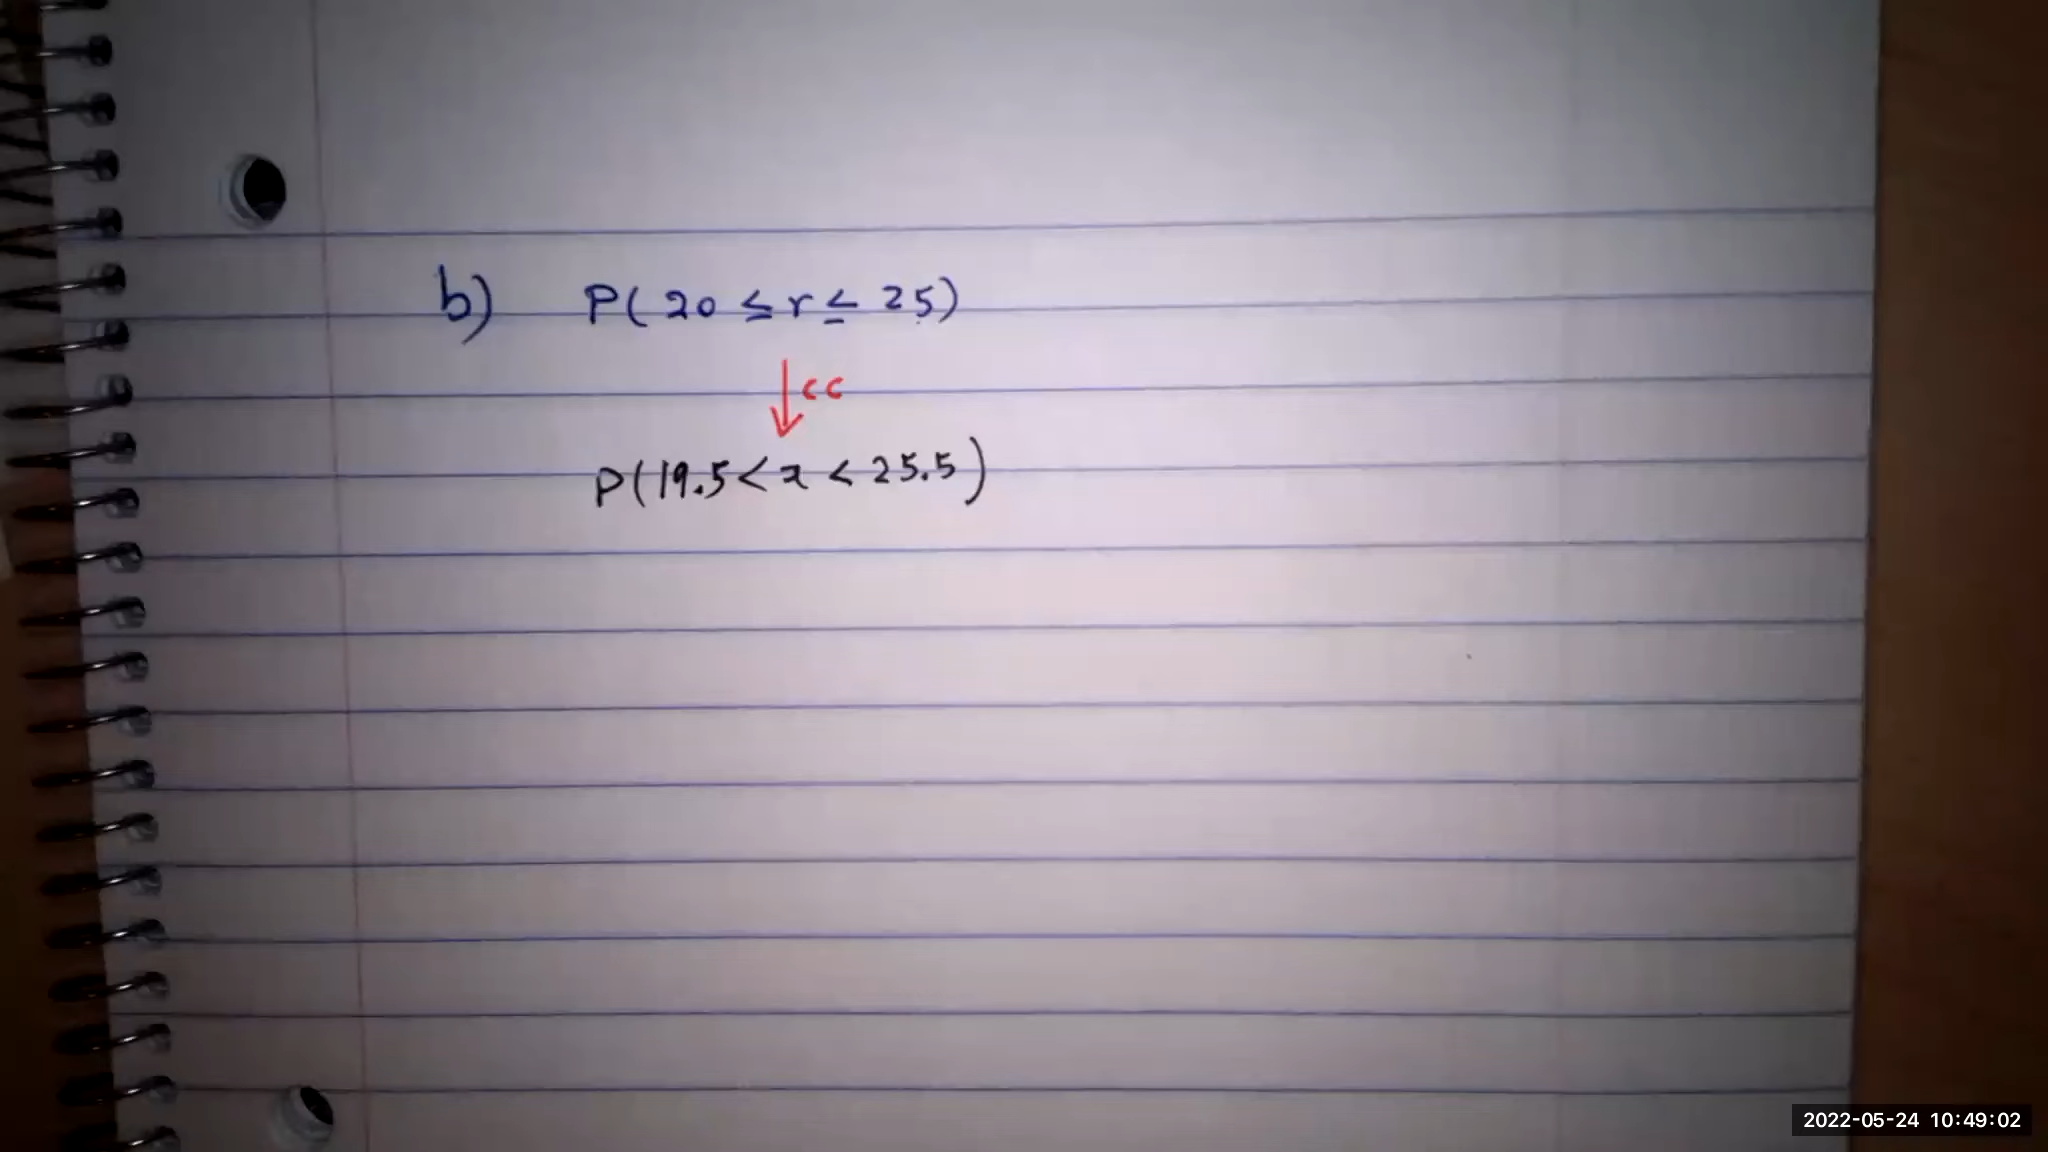 b) P( 20 ≤ r ≤ 25)
↓ cc
P(19.5 < x < 25.5)
2022-05-24 10:49:02